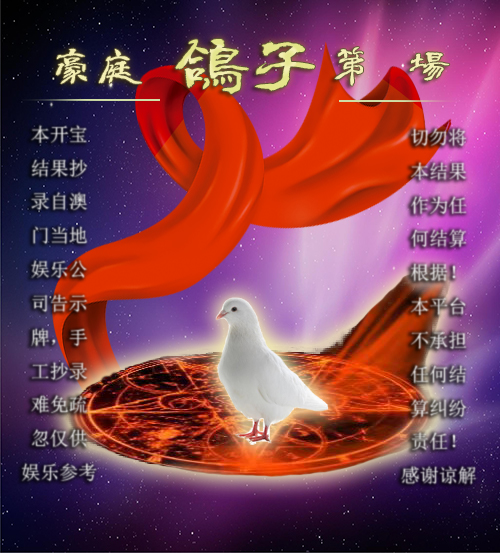 豪庭 鸽子 第 場
本开宝
结果抄
录自澳
门当地
娱乐公
司告示
牌，手
工抄录
难免疏
忽仅供
娱乐参考
切勿将
本结果
作为任
何结算
根据！
本平台
不承担
任何结
算纠纷
责任！
感谢谅解